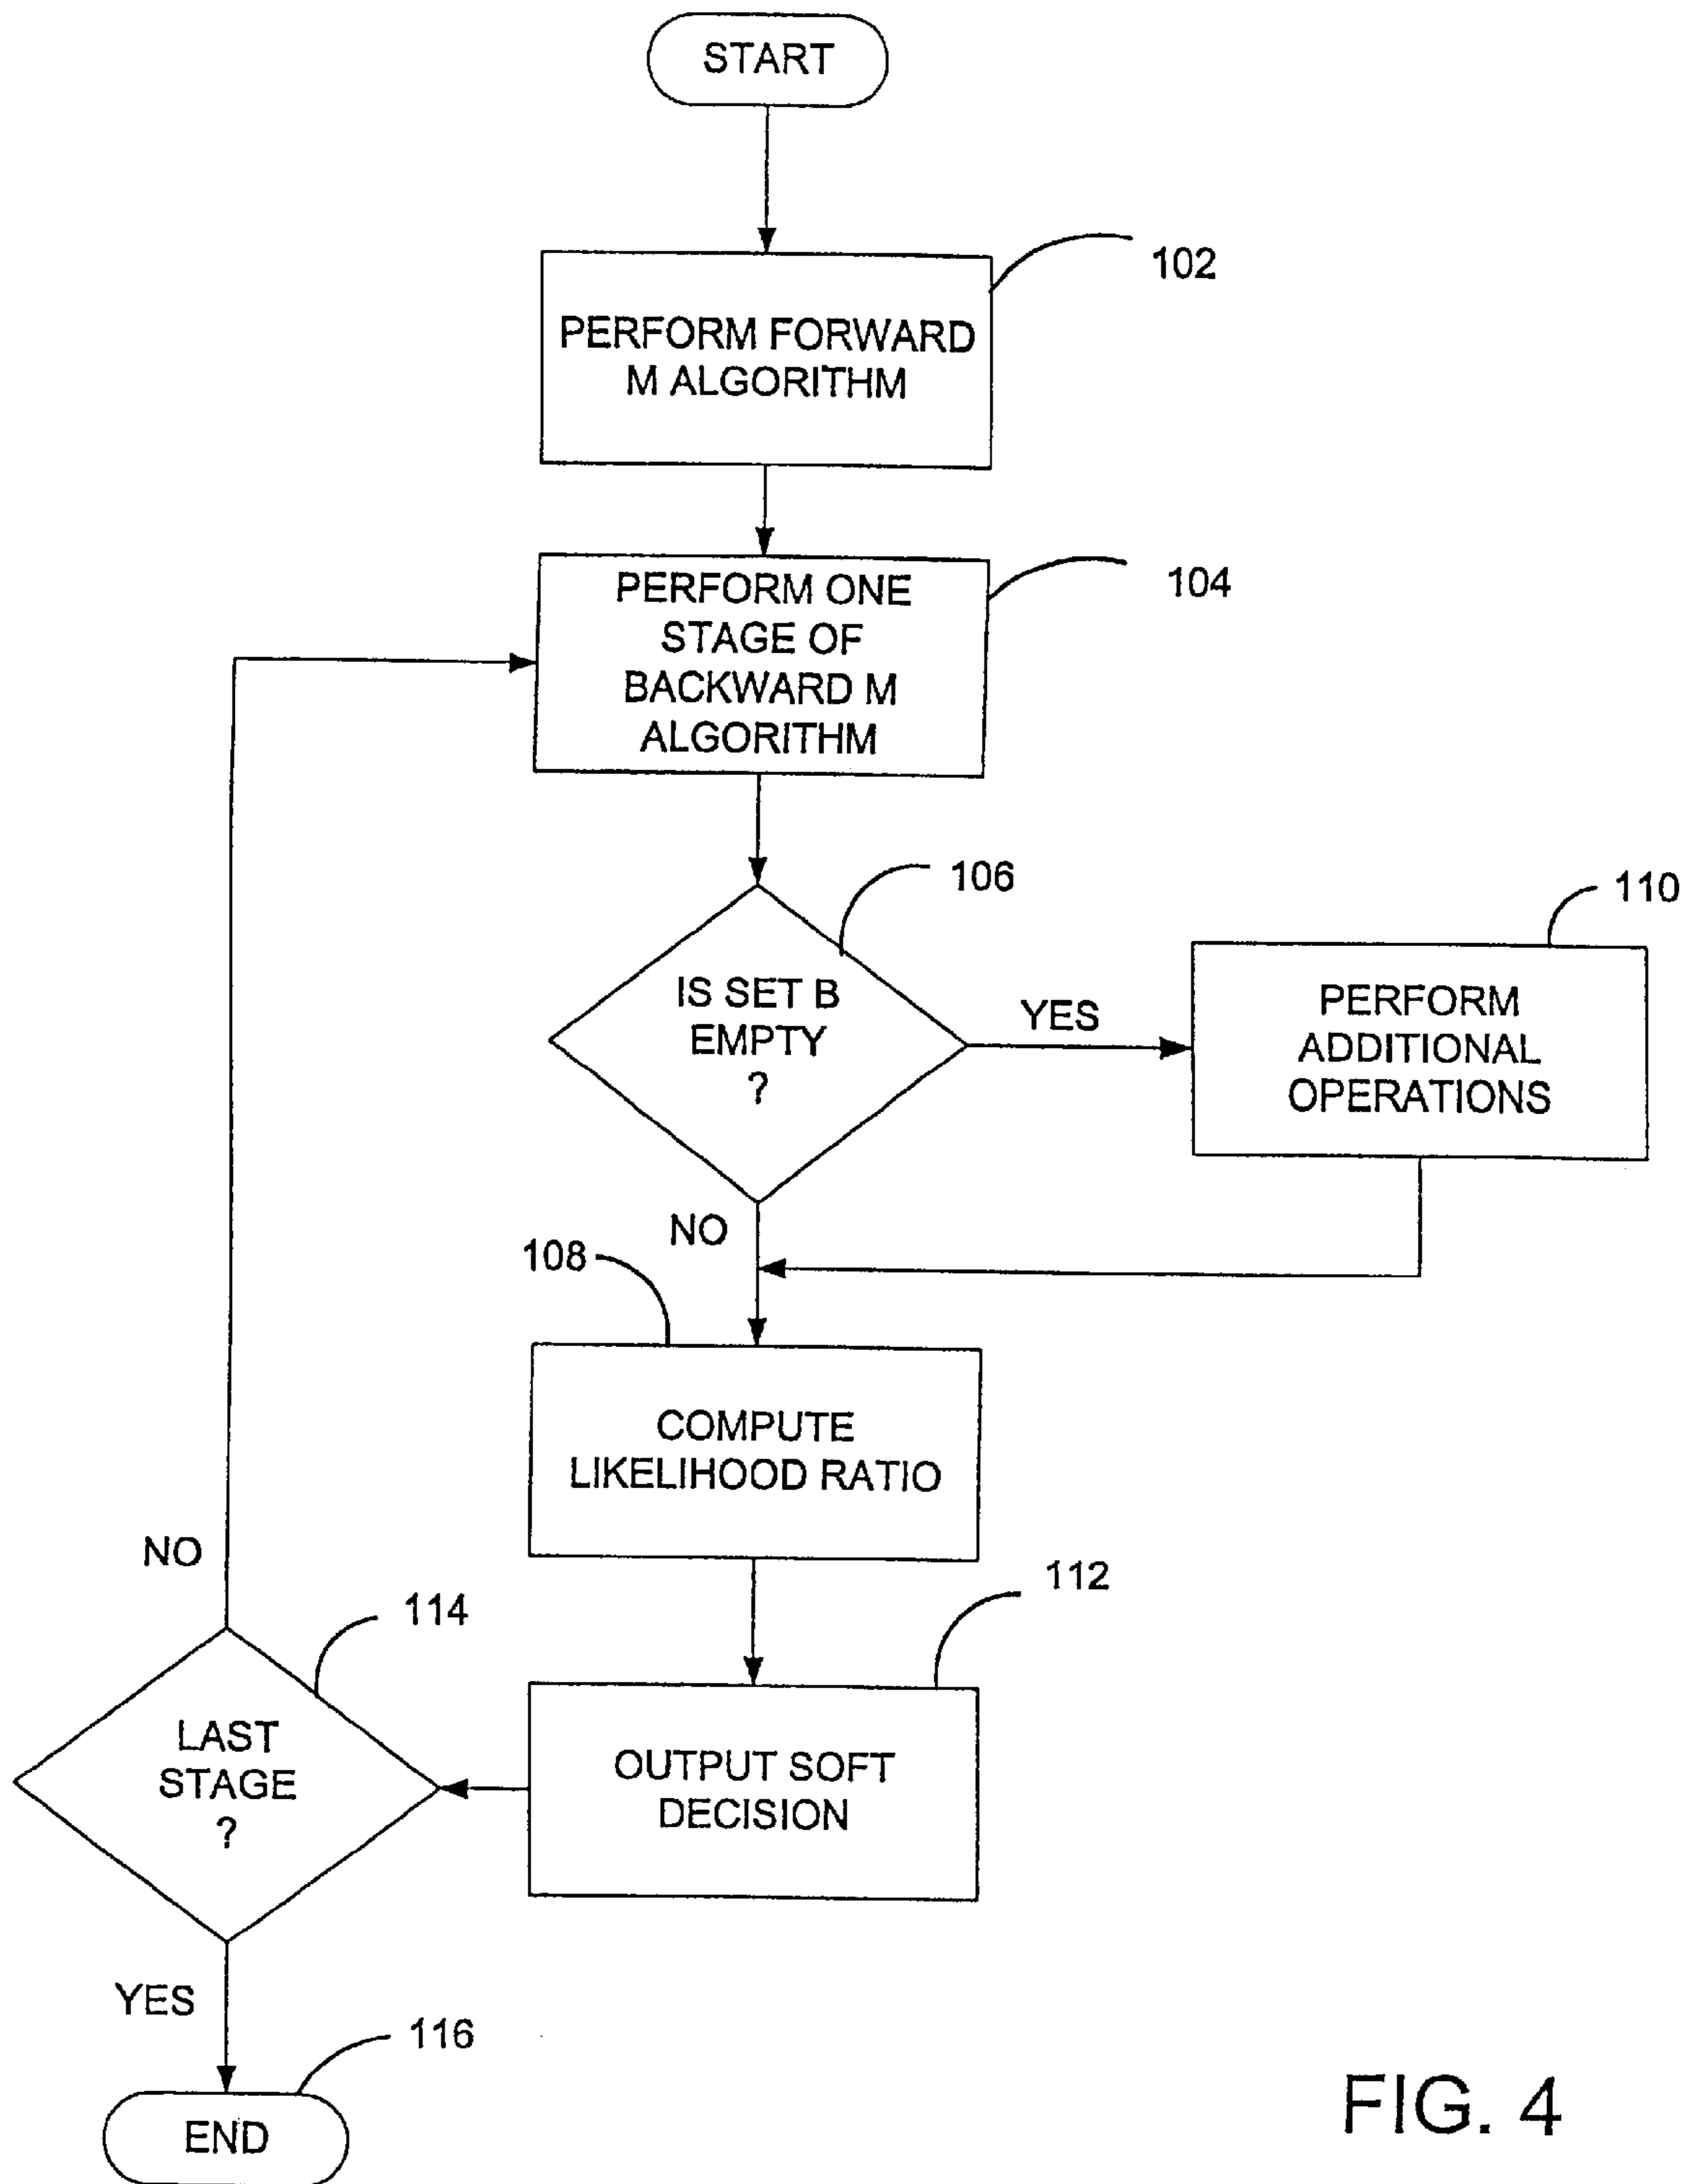 START
102
PERFORM FORWARD
M ALGORITHM
104
PERFORM ONE
STAGE OF
BACKWARD M
ALGORITHM
106
110
IS SET B
EMPTY
?
YES
PERFORM
ADDITIONAL
OPERATIONS
NO
108
COMPUTE
LIKELIHOOD RATIO
NO
112
114
LAST
STAGE
?
OUTPUT SOFT
DECISION
YES
116
END
FIG. 4